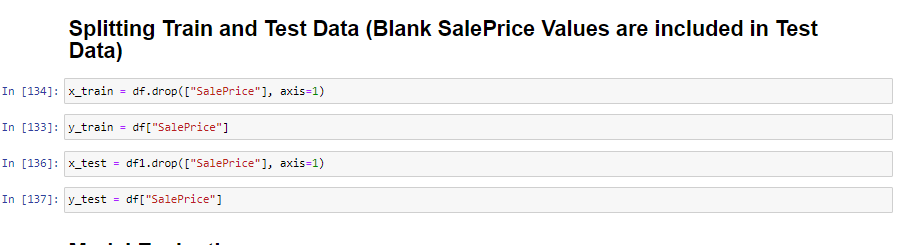 Splitting Train and Test Data (Blank SalePrice Values are included in Test
Data)
In [134]: x_train = df.drop(["SalePrice"], axis=1)
In [133]: y_train = df["SalePrice"]
In [136]: x_test = df1.drop(["SalePrice"], axis=1)
In [137]: y_test = df["SalePrice"]